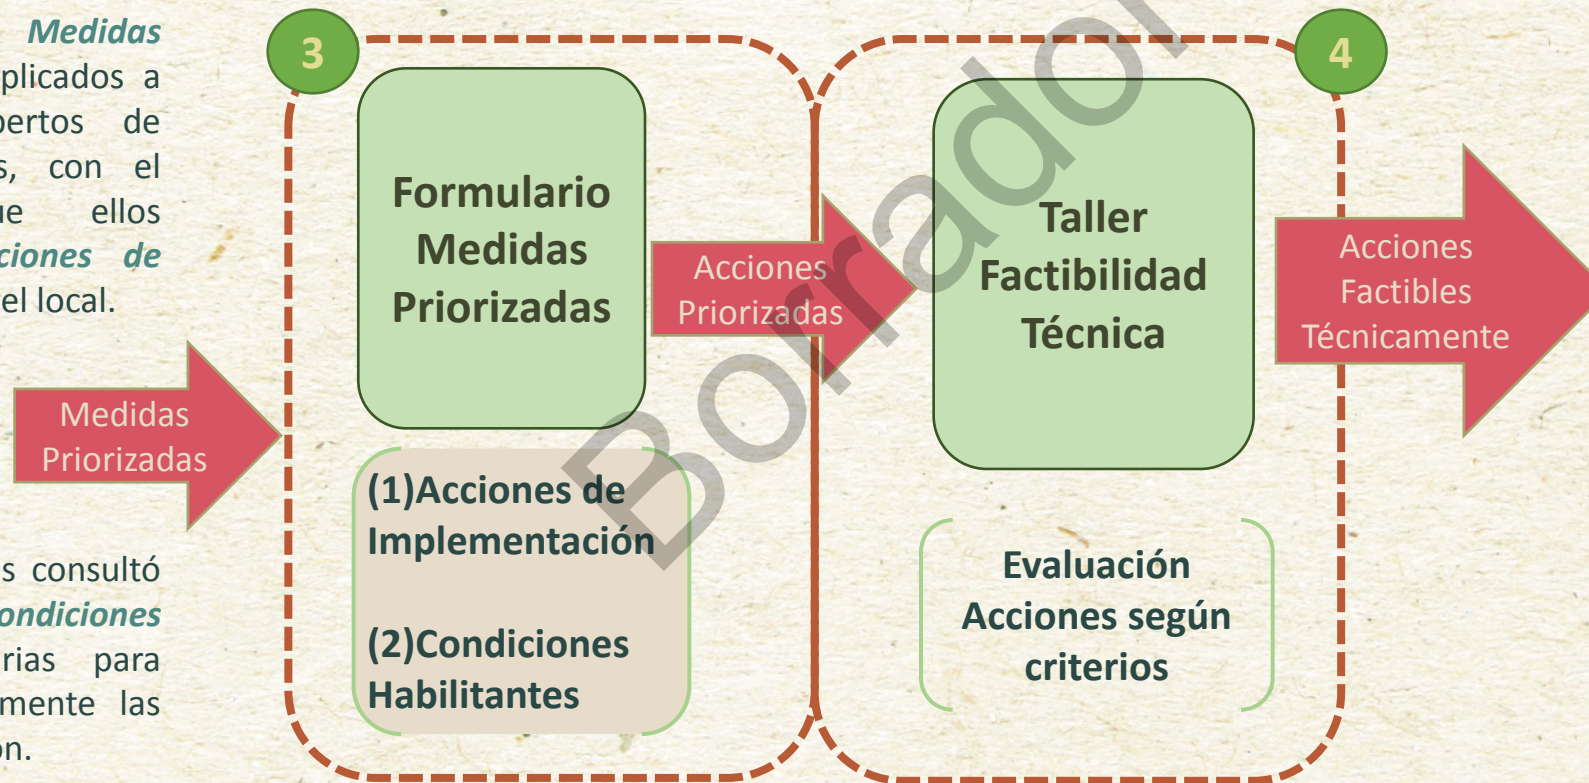 Medidas
plicados a
pertos de
s, con el
ue ellos
ciones de
el local.
s consultó
ondiciones
rias para
mente las
ón.
Medidas
Priorizadas
3
Formulario
Medidas
Priorizadas
(1)Acciones de
Implementación
(2)Condiciones
Habilitantes
Acciones
Priorizadas
4
Taller
Factibilidad
Técnica
Evaluación
Acciones según
criterios
Acciones
Factibles
Técnicamente
Borrador